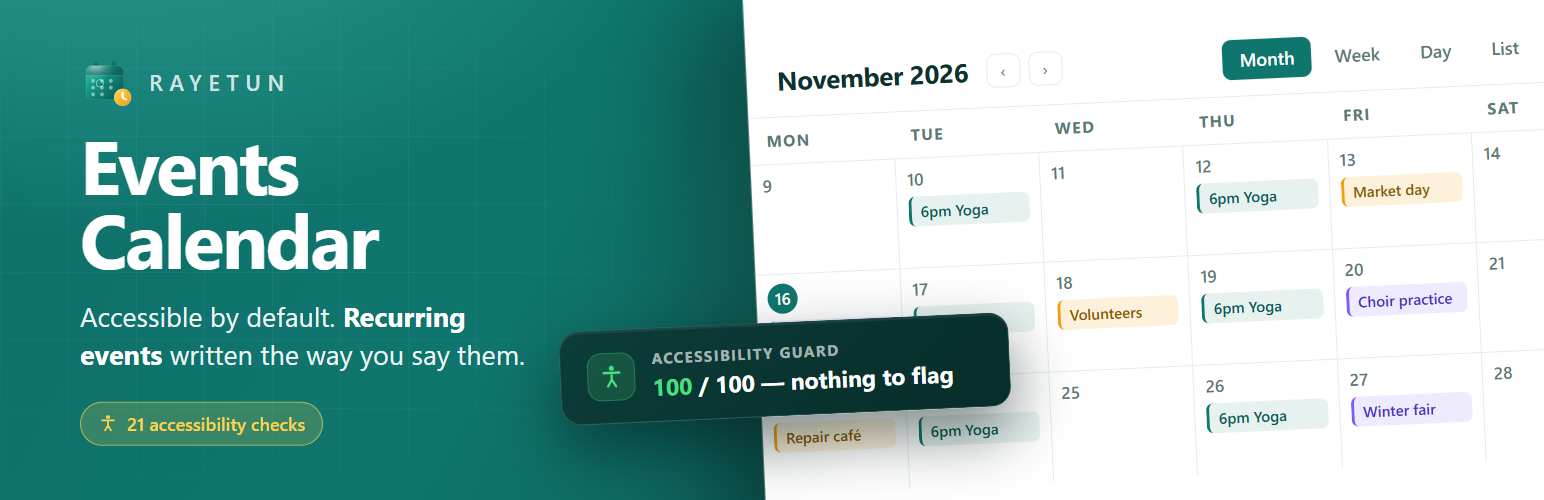 RAYETUN
Events
Calendar
Accessible by default. Recurring
events written the way you say them.
21 accessibility checks
November 2026
‹ ›
Month Week Day List
MON TUE WED THU FRI SAT
9 10 11 12 13 14
6pm Yoga 6pm Yoga Market day
16 17 18 19 20 21
Volunteers 6pm Yoga Choir practice
ACCESSIBILITY GUARD
100 / 100 — nothing to flag
25 26 27 28
Repair café 6pm Yoga 6pm Yoga Winter fair